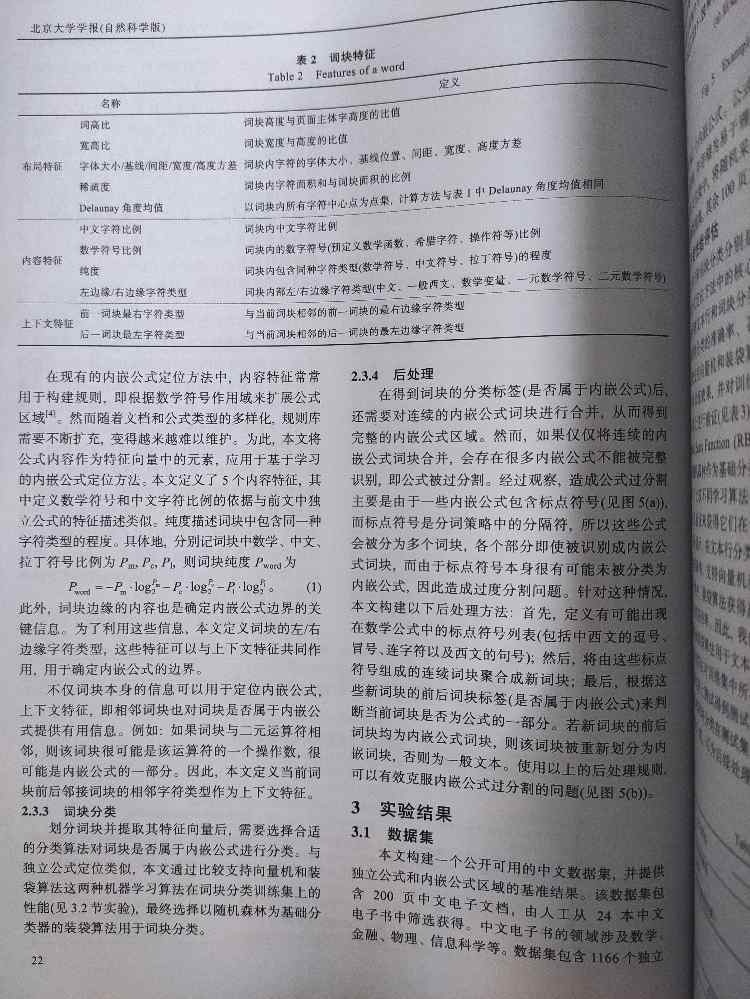 北京大学学报(自然科学版)
表 2 词块特征
Table 2 Features of a word
名称 定义
词高比 词块高度与页面主体字高度的比值
宽高比 词块宽度与高度的比值
布局特征 字体大小/基线/间距/宽度/高度方差 词块内字符的字体大小、基线位置、间距、宽度、高度方差
稀疏度 词块内字符面积和与词块面积的比例
Delaunay 角度均值 以词块内所有字符中心点为点集, 计算方法与表 1 中 Delaunay 角度均值相同
中文字符比例 词块内中文字符比例
数学符号比例 词块内的数字符号(预定义数学函数、希腊字符、操作符等)比例
内容特征
纯度 词块内包含同种字符类型(数学符号、中文符号、拉丁符号)的程度
左边缘/右边缘字符类型 词块内部左/右边缘字符类型(中文、一般西文、数学变量、一元数学符号、二元数学符号)
前一词块最右字符类型 与当前词块相邻的前一词块的最右边缘字符类型
上下文特征
后一词块最左字符类型 与当前词块相邻的后一词块的最左边缘字符类型
在现有的内嵌公式定位方法中, 内容特征常常
用于构建规则, 即根据数学符号作用域来扩展公式
区域[4]。然而随着文档和公式类型的多样化, 规则库
需要不断扩充, 变得越来越难以维护。为此, 本文将
公式内容作为特征向量中的元素, 应用于基于学习
的内嵌公式定位方法。本文定义了 5 个内容特征, 其
中定义数学符号和中文字符比例的依据与前文中独
立公式的特征描述类似。纯度描述词块中包含同一种
字符类型的程度。具体地, 分别记词块中数学、中文、
拉丁符号比例为 Pm, Pc, Pl, 则词块纯度 Pword 为
Pword = −Pm · log2^Pm − Pc · log2^Pc − Pl · log2^Pl 。 (1)
此外, 词块边缘的内容也是确定内嵌公式边界的关
键信息。为了利用这些信息, 本文定义词块的左/右
边缘字符类型, 这些特征可以与上下文特征共同作
用, 用于确定内嵌公式的边界。
不仅词块本身的信息可以用于定位内嵌公式,
上下文特征, 即相邻词块也对词块是否属于内嵌公
式提供有用信息。例如: 如果词块与二元运算符相
邻, 则该词块很可能是该运算符的一个操作数, 很
可能是内嵌公式的一部分。因此, 本文定义当前词
块前后邻接词块的相邻字符类型作为上下文特征。
2.3.3 词块分类
划分词块并提取其特征向量后, 需要选择合适
的分类算法对词块是否属于内嵌公式进行分类。与
独立公式定位类似, 本文通过比较支持向量机和装
袋算法这两种机器学习算法在词块分类训练集上的
性能(见 3.2 节实验), 最终选择以随机森林为基础分
类器的装袋算法用于词块分类。
22
2.3.4 后处理
在得到词块的分类标签(是否属于内嵌公式)后,
还需要对连续的内嵌公式词块进行合并, 从而得到
完整的内嵌公式区域。然而, 如果仅仅将连续的内
嵌公式词块合并, 会存在很多内嵌公式不能被完整
识别, 即公式被过分割。经过观察, 造成公式过分割
主要是由于一些内嵌公式包含标点符号(见图 5(a)),
而标点符号是分词策略中的分隔符, 所以这些公式
会被分为多个词块, 各个部分即使被识别成内嵌公
式词块, 而由于标点符号本身很有可能未被分类为
内嵌公式, 因此造成过度分割问题。针对这种情况,
本文构建以下后处理方法: 首先, 定义有可能出现
在数学公式中的标点符号列表(包括中西文的逗号、
冒号、连字符以及西文的句号); 然后, 将由这些标点
符号组成的连续词块聚合成新词块; 最后, 根据这
些新词块的前后词块标签(是否属于内嵌公式)来判
断当前词块是否为公式的一部分。若新词块的前后
词块均为内嵌公式词块, 则该词块被重新划分为内
嵌词块, 否则为一般文本。使用以上的后处理规则,
可以有效克服内嵌公式过分割的问题(见图 5(b))。
3 实验结果
3.1 数据集
本文构建一个公开可用的中文数据集, 并提供
独立公式和内嵌公式区域的基准结果。该数据集包
含 200 页中文电子文档, 由人工从 24 本中文
电子书中筛选获得。中文电子书的领域涉及数学、
金融、物理、信息科学等。数据集包含 1166 个独立